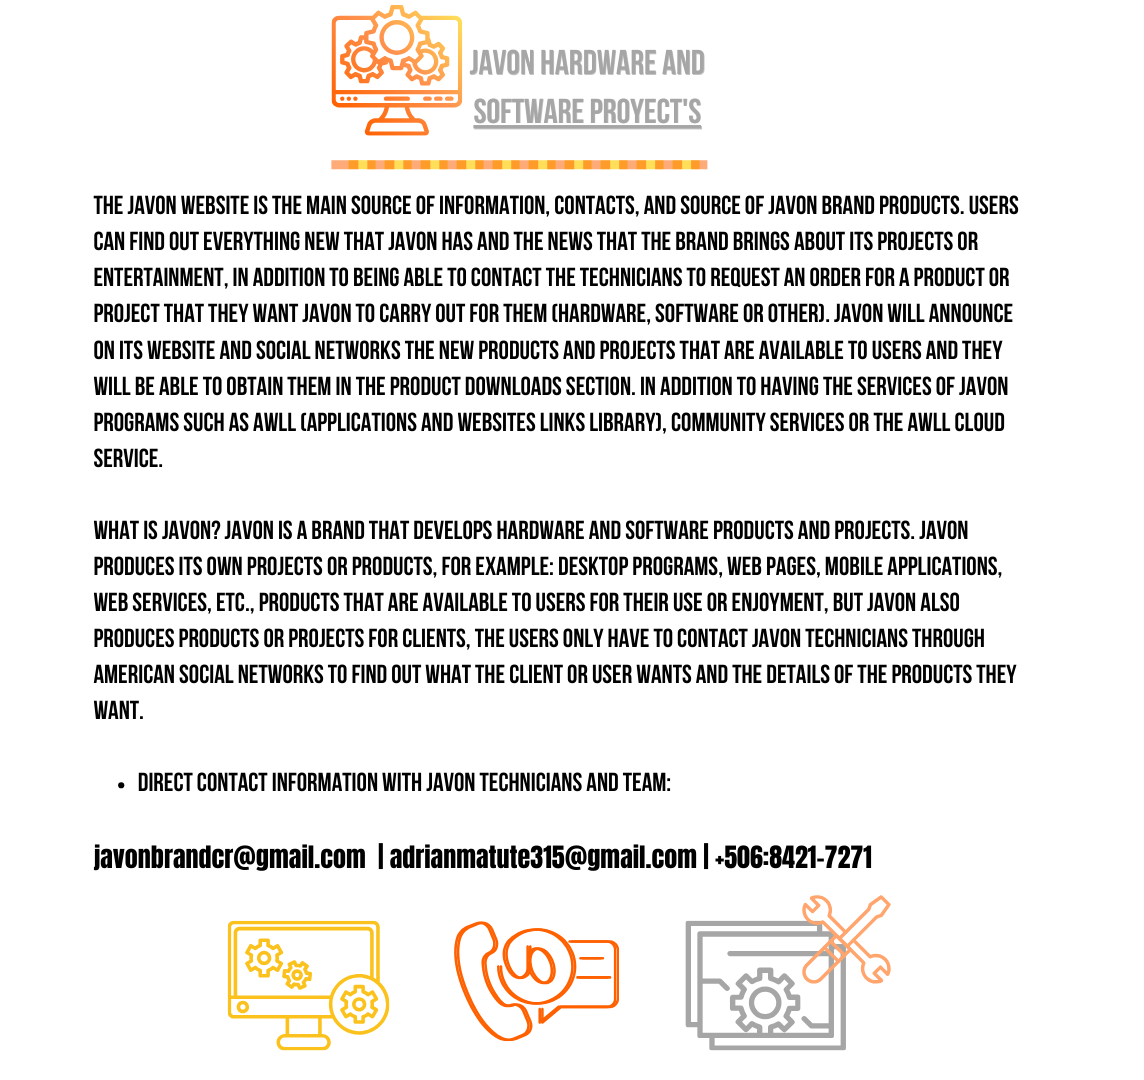 JAVON HARDWARE AND
SOFTWARE PROYECT'S
THE JAVON WEBSITE IS THE MAIN SOURCE OF INFORMATION, CONTACTS, AND SOURCE OF JAVON BRAND PRODUCTS. USERS
CAN FIND OUT EVERYTHING NEW THAT JAVON HAS AND THE NEWS THAT THE BRAND BRINGS ABOUT ITS PROJECTS OR
ENTERTAINMENT, IN ADDITION TO BEING ABLE TO CONTACT THE TECHNICIANS TO REQUEST AN ORDER FOR A PRODUCT OR
PROJECT THAT THEY WANT JAVON TO CARRY OUT FOR THEM (HARDWARE, SOFTWARE OR OTHER). JAVON WILL ANNOUNCE
ON ITS WEBSITE AND SOCIAL NETWORKS THE NEW PRODUCTS AND PROJECTS THAT ARE AVAILABLE TO USERS AND THEY
WILL BE ABLE TO OBTAIN THEM IN THE PRODUCT DOWNLOADS SECTION. IN ADDITION TO HAVING THE SERVICES OF JAVON
PROGRAMS SUCH AS AWLL (APPLICATIONS AND WEBSITES LINKS LIBRARY), COMMUNITY SERVICES OR THE AWLL CLOUD
SERVICE.
WHAT IS JAVON? JAVON IS A BRAND THAT DEVELOPS HARDWARE AND SOFTWARE PRODUCTS AND PROJECTS. JAVON
PRODUCES ITS OWN PROJECTS OR PRODUCTS, FOR EXAMPLE: DESKTOP PROGRAMS, WEB PAGES, MOBILE APPLICATIONS,
WEB SERVICES, ETC., PRODUCTS THAT ARE AVAILABLE TO USERS FOR THEIR USE OR ENJOYMENT, BUT JAVON ALSO
PRODUCES PRODUCTS OR PROJECTS FOR CLIENTS, THE USERS ONLY HAVE TO CONTACT JAVON TECHNICIANS THROUGH
AMERICAN SOCIAL NETWORKS TO FIND OUT WHAT THE CLIENT OR USER WANTS AND THE DETAILS OF THE PRODUCTS THEY
WANT.
• DIRECT CONTACT INFORMATION WITH JAVON TECHNICIANS AND TEAM:
javonbrandcr@gmail.com | adrianmatute315@gmail.com | +506:8421-7271